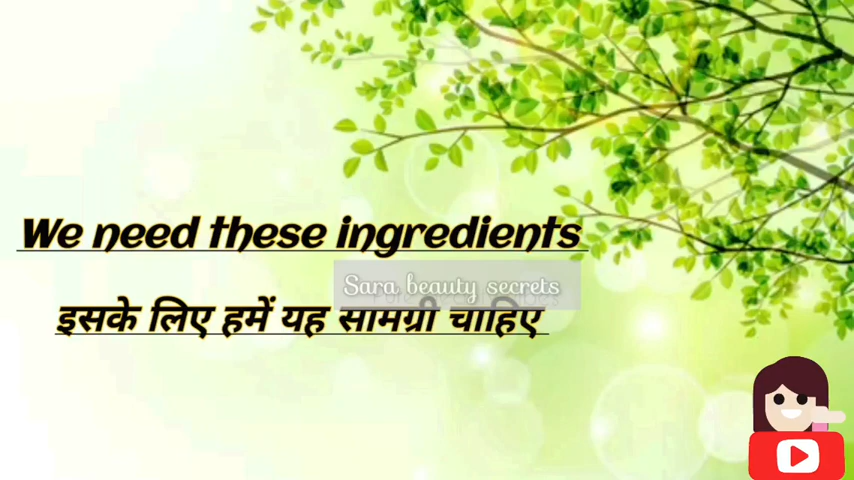 We need these ingredients
Sara beauty secrets
इसके लिए हमें यह सामग्री चाहिए